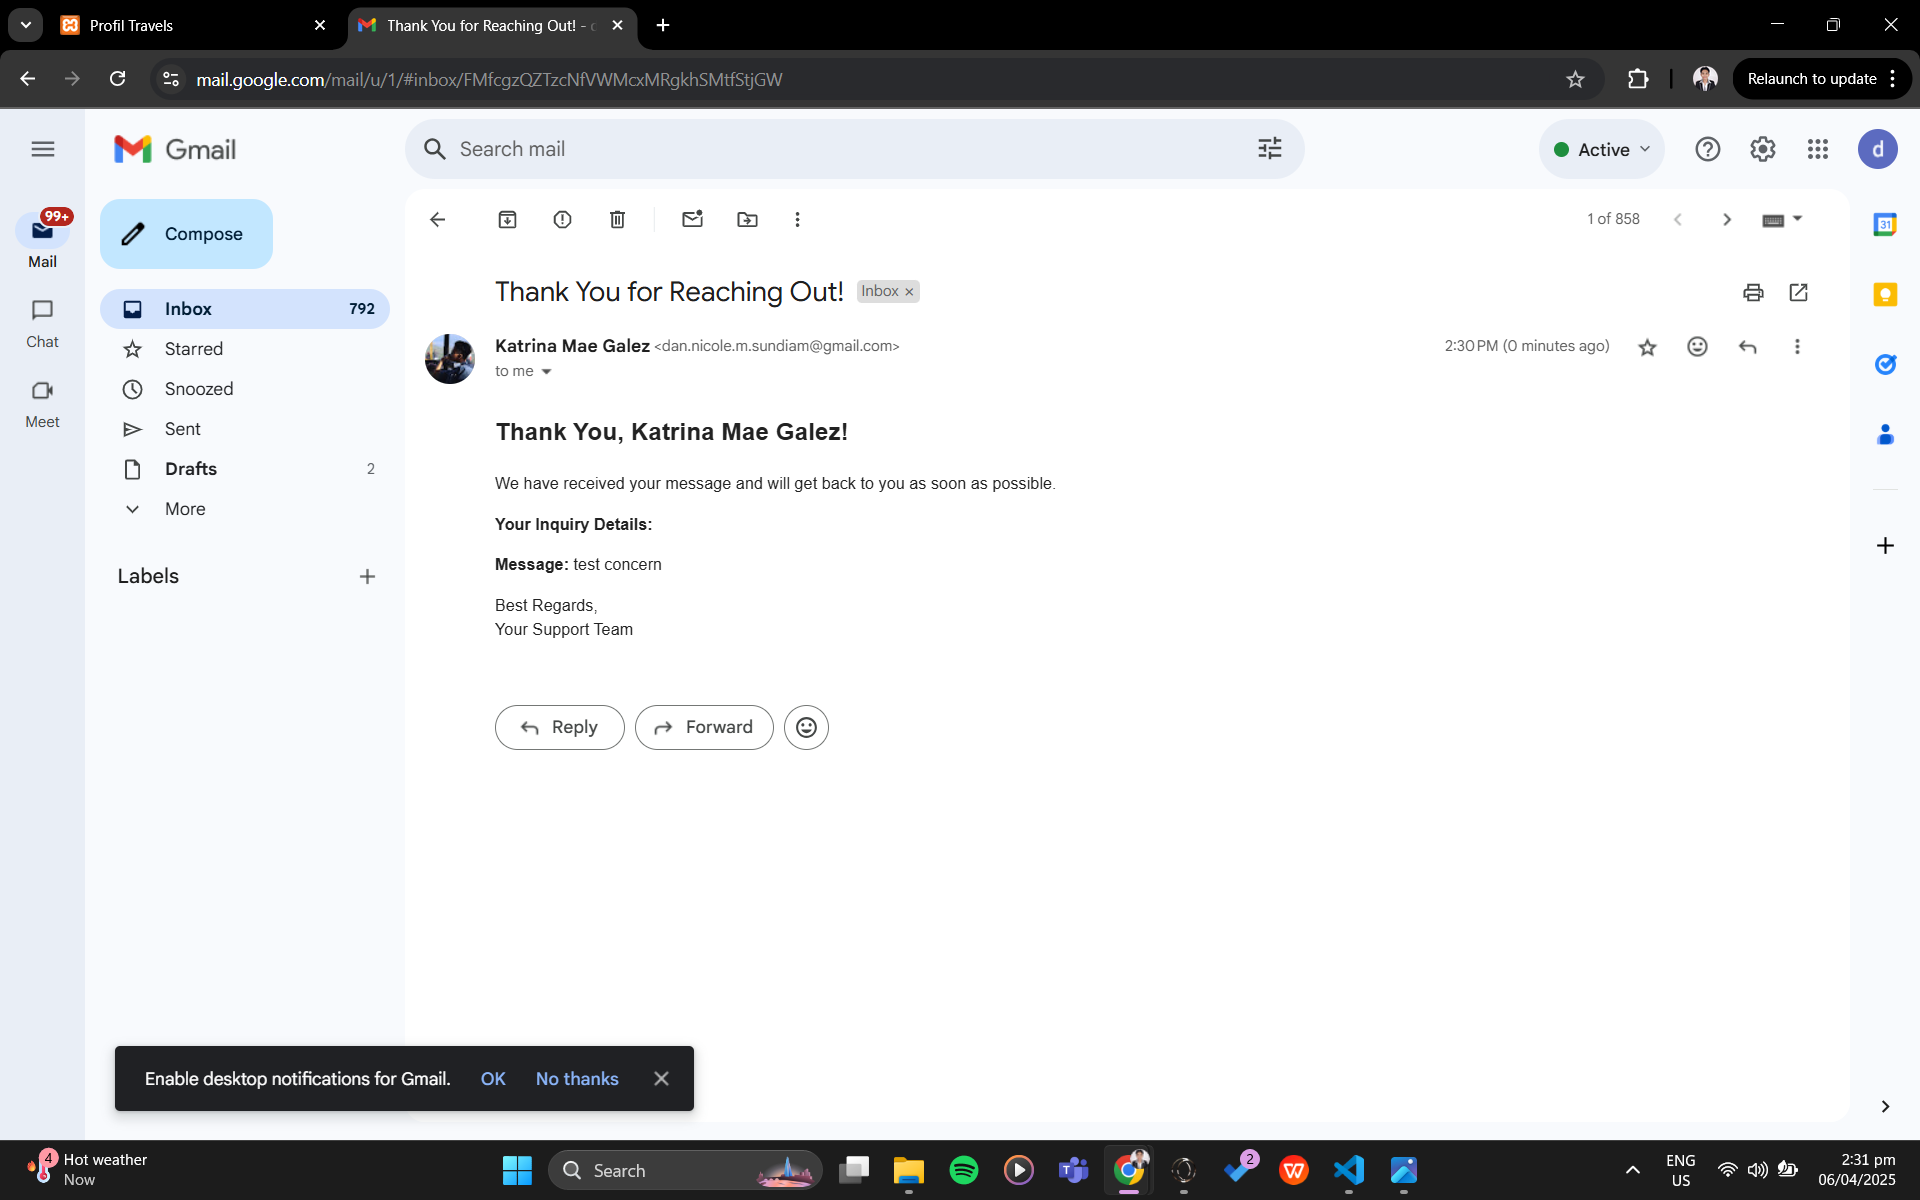 Profil Travels
Thank You for Reaching Out! - d
mail.google.com/mail/u/1/#inbox/FMfcgzQZTzcNfVWMcxMRgkhSMtfStjGW
Relaunch to update
Gmail
Search mail
Active
d
99+
Mail
Chat
Meet
Compose
Inbox 792
Starred
Snoozed
Sent
Drafts 2
More
Labels
1 of 858
31
Thank You for Reaching Out! Inbox
Katrina Mae Galez <dan.nicole.m.sundiam@gmail.com>
2:30 PM (0 minutes ago)
to me
Thank You, Katrina Mae Galez!
We have received your message and will get back to you as soon as possible.
Your Inquiry Details:
Message: test concern
Best Regards,
Your Support Team
Reply
Forward
Enable desktop notifications for Gmail. OK No thanks
4
Hot weather
Now
Search
2
ENG
US
2:31 pm
06/04/2025